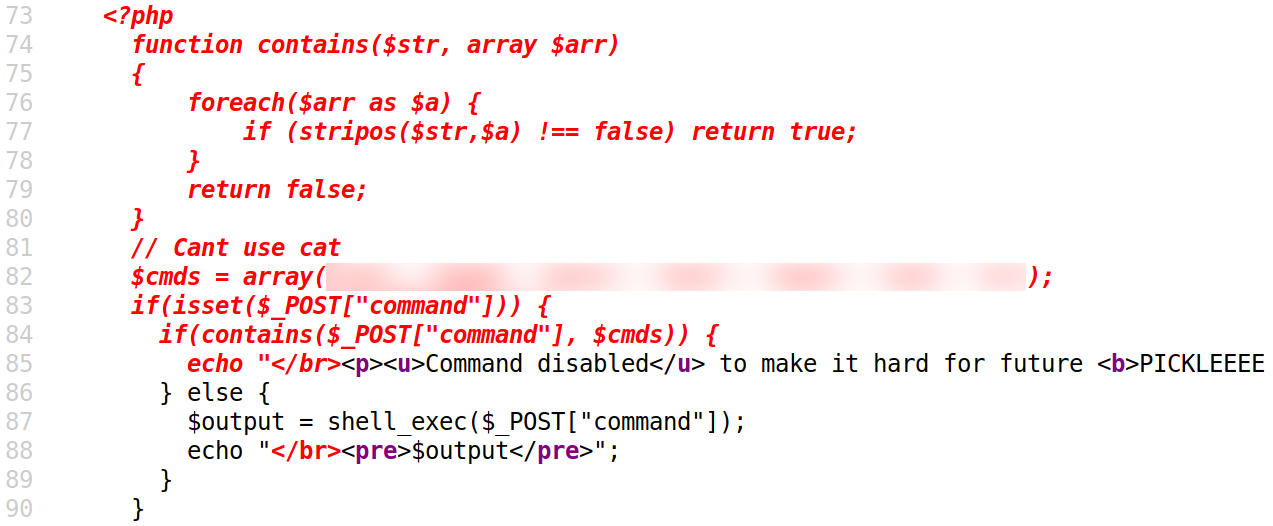 73 <?php
74 function contains($str, array $arr)
75 {
76 foreach($arr as $a) {
77 if (stripos($str,$a) !== false) return true;
78 }
79 return false;
80 }
81 // Cant use cat
82 $cmds = array( );
83 if(isset($_POST["command"])) {
84 if(contains($_POST["command"], $cmds)) {
85 echo "</br><p><u>Command disabled</u> to make it hard for future <b>PICKLEEEE
86 } else {
87 $output = shell_exec($_POST["command"]);
88 echo "</br><pre>$output</pre>";
89 }
90 }